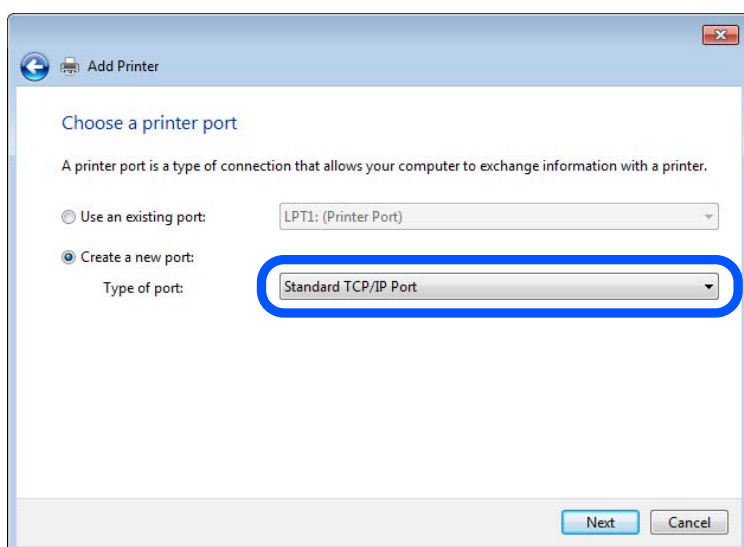 Add Printer
Choose a printer port
A printer port is a type of connection that allows your computer to exchange information with a printer.
Use an existing port: LPT1: (Printer Port)
Create a new port:
Type of port: Standard TCP/IP Port
Next Cancel